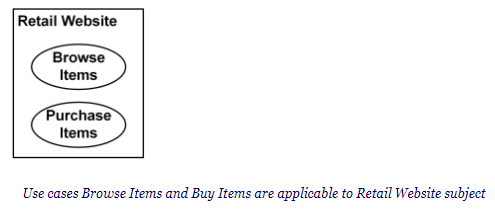 Retail Website
Browse
Items
Purchase
Items
Use cases Browse Items and Buy Items are applicable to Retail Website subject